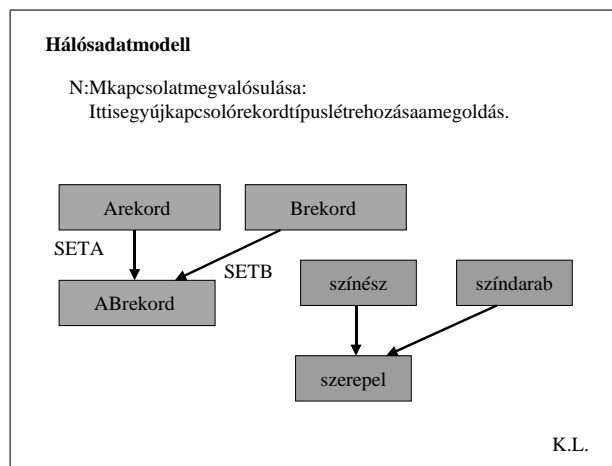 Hálósadatmodell
N:Mkapcsolatmegvalósulása:
Ittisegyújkapcsolórekordtípuslétrehozásaamegoldás.
Arekord
Brekord
SETA
SETB
ABrekord
színész
színdarab
szerepel
K.L.